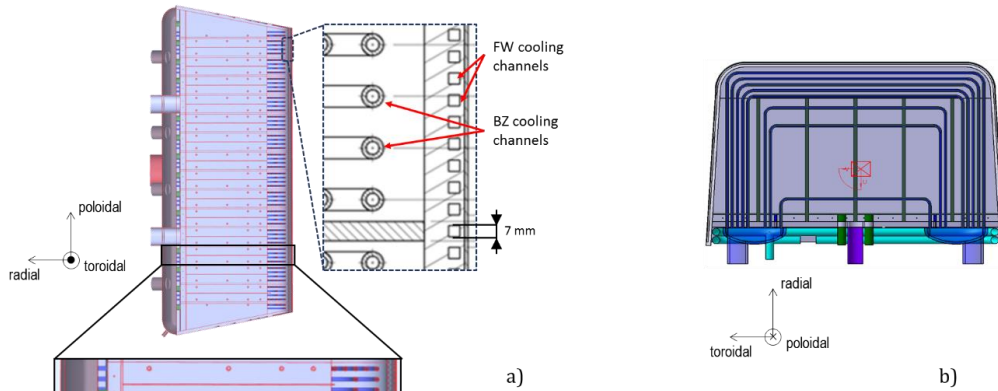 FW cooling
channels
BZ cooling
channels
7 mm
poloidal
radial
toroidal
a)
radial
toroidal
poloidal
b)